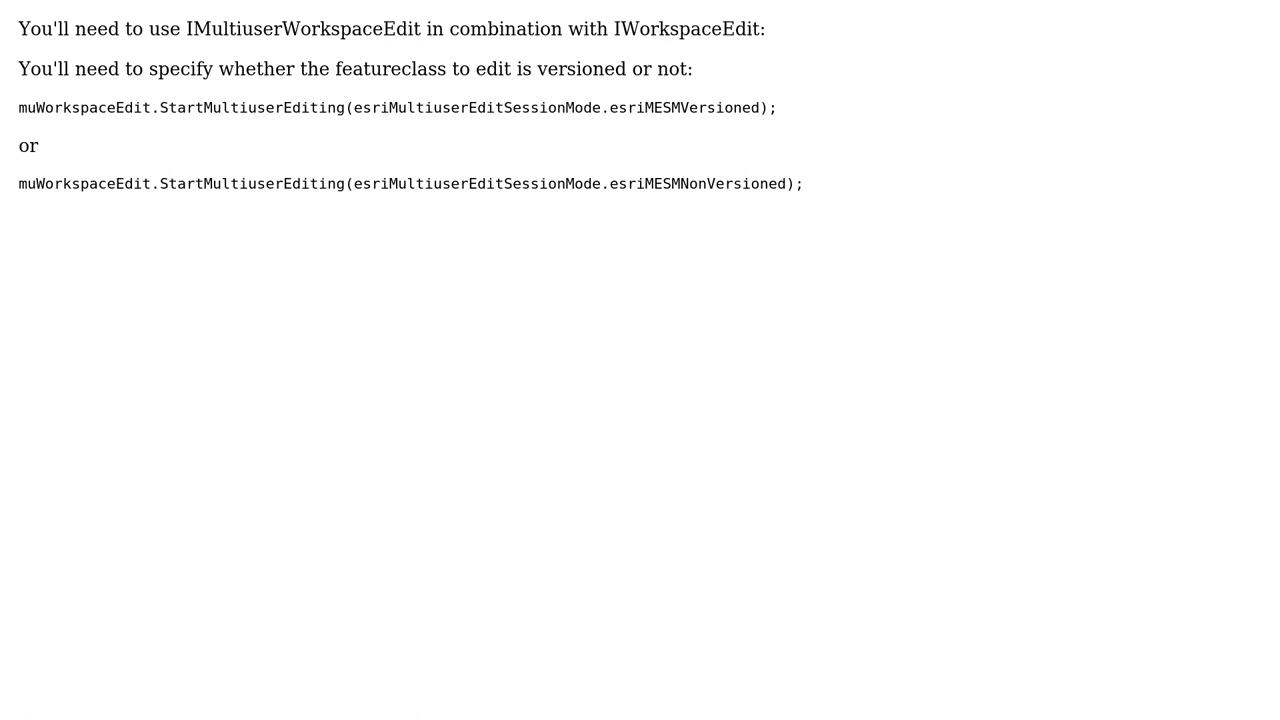 You'll need to use IMultiuserWorkspaceEdit in combination with IWorkspaceEdit:
You'll need to specify whether the featureclass to edit is versioned or not:
muWorkspaceEdit.StartMultiuserEditing(esriMultiuserEditSessionMode.esriMESMVersioned);
or
muWorkspaceEdit.StartMultiuserEditing(esriMultiuserEditSessionMode.esriMESMNonVersioned);